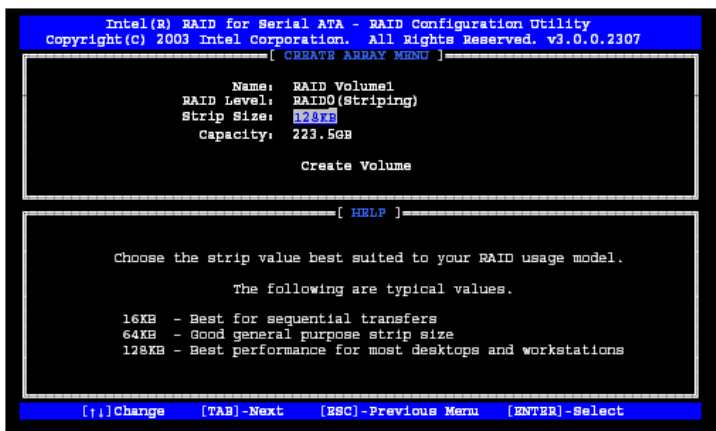 Intel(R) RAID for Serial ATA - RAID Configuration Utility
Copyright(C) 2003 Intel Corporation. All Rights Reserved. v3.0.0.2307
[ CREATE ARRAY MENU ]
Name: RAID Volume1
RAID Level: RAID0(Striping)
Strip Size: 128KB
Capacity: 223.5GB
Create Volume
[ HELP ]
Choose the strip value best suited to your RAID usage model.
The following are typical values.
16KB - Best for sequential transfers
64KB - Good general purpose strip size
128KB - Best performance for most desktops and workstations
[↑↓]Change [TAB]-Next [ESC]-Previous Menu [ENTER]-Select